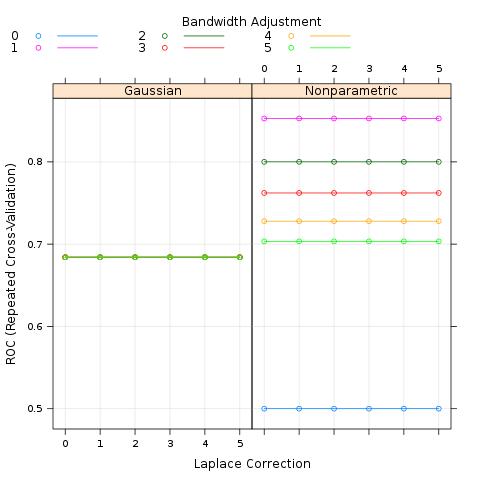 Bandwidth Adjustment
0 2 4
1 3 5
0 1 2 3 4 5
Gaussian Nonparametric
0.8
0.7
0.6
0.5
ROC (Repeated Cross-Validation)
0 1 2 3 4 5
Laplace Correction